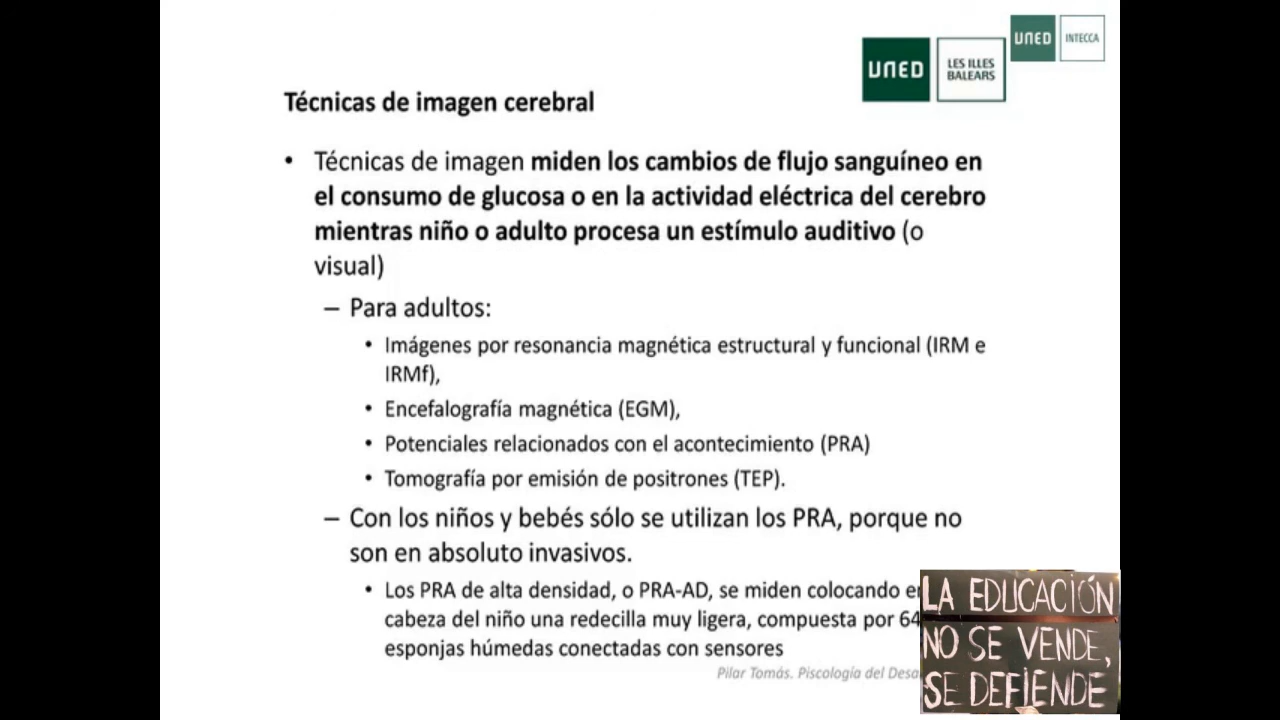 UNED
INTECCA
UNED
LES ILLES
BALEARS
Técnicas de imagen cerebral
• Técnicas de imagen miden los cambios de flujo sanguíneo en
el consumo de glucosa o en la actividad eléctrica del cerebro
mientras niño o adulto procesa un estímulo auditivo (o
visual)
– Para adultos:
• Imágenes por resonancia magnética estructural y funcional (IRM e
IRMf),
• Encefalografía magnética (EGM),
• Potenciales relacionados con el acontecimiento (PRA)
• Tomografía por emisión de positrones (TEP).
– Con los niños y bebés sólo se utilizan los PRA, porque no
son en absoluto invasivos.
• Los PRA de alta densidad, o PRA-AD, se miden colocando
cabeza del niño una redecilla muy ligera, compuesta por 64
esponjas húmedas conectadas con sensores
Pilar Tomás. Piscología del
LA EDUCACIÓN
NO SE VENDE,
SE DEFIENDE